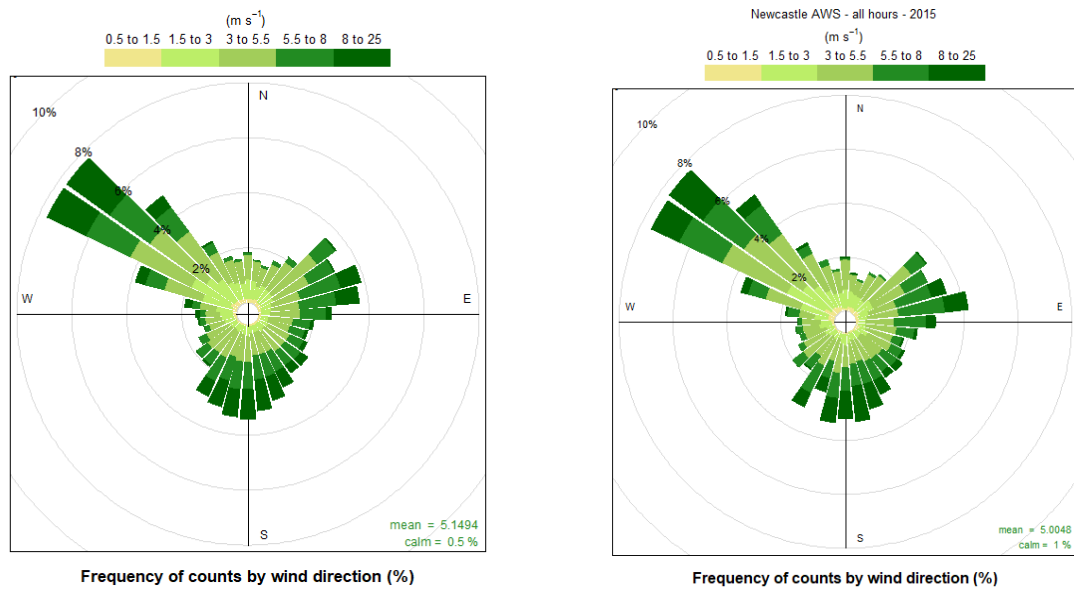 (m s⁻¹)
0.5 to 1.5 1.5 to 3 3 to 5.5 5.5 to 8 8 to 25
10%
8%
6%
4%
2%
N
W
E
S
mean = 5.1494
calm = 0.5 %
Frequency of counts by wind direction (%)
Newcastle AWS - all hours - 2015
(m s⁻¹)
0.5 to 1.5 1.5 to 3 3 to 5.5 5.5 to 8 8 to 25
10%
8%
6%
4%
2%
N
W
E
S
mean = 5.0048
calm = 1 %
Frequency of counts by wind direction (%)